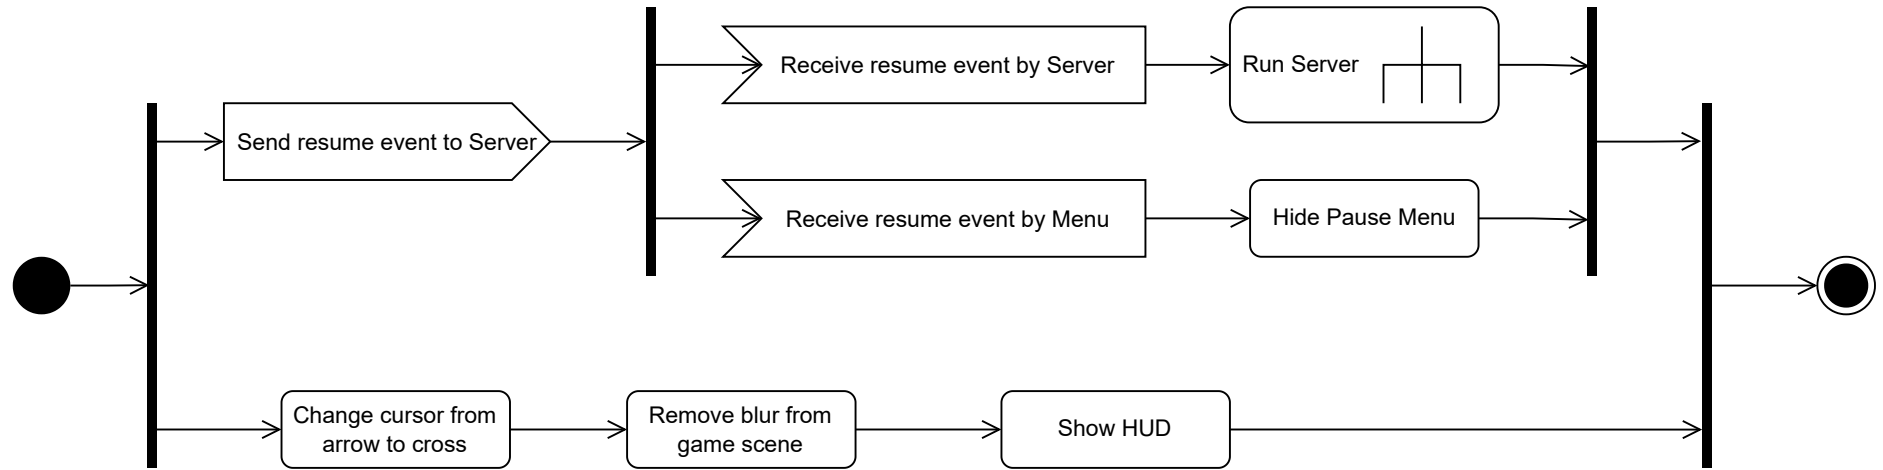 Receive resume event by Server
Run Server
Send resume event to Server
Receive resume event by Menu
Hide Pause Menu
Change cursor from
arrow to cross
Remove blur from
game scene
Show HUD